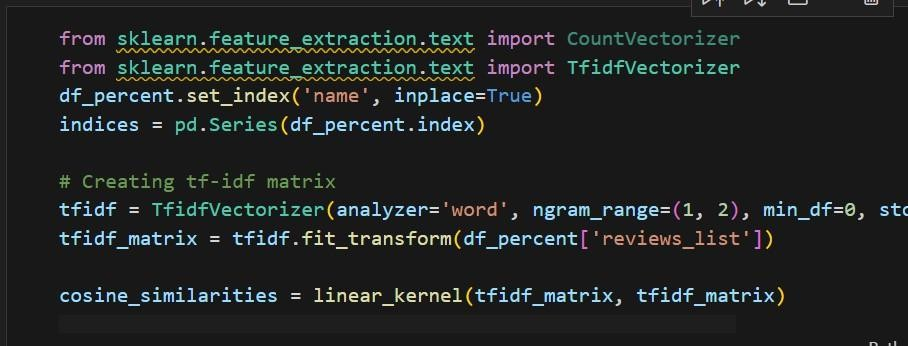 from sklearn.feature_extraction.text import CountVectorizer
from sklearn.feature_extraction.text import TfidfVectorizer
df_percent.set_index('name', inplace=True)
indices = pd.Series(df_percent.index)
# Creating tf-idf matrix
tfidf = TfidfVectorizer(analyzer='word', ngram_range=(1, 2), min_df=0,
tfidf_matrix = tfidf.fit_transform(df_percent['reviews_list'])
cosine_similarities = linear_kernel(tfidf_matrix, tfidf_matrix)